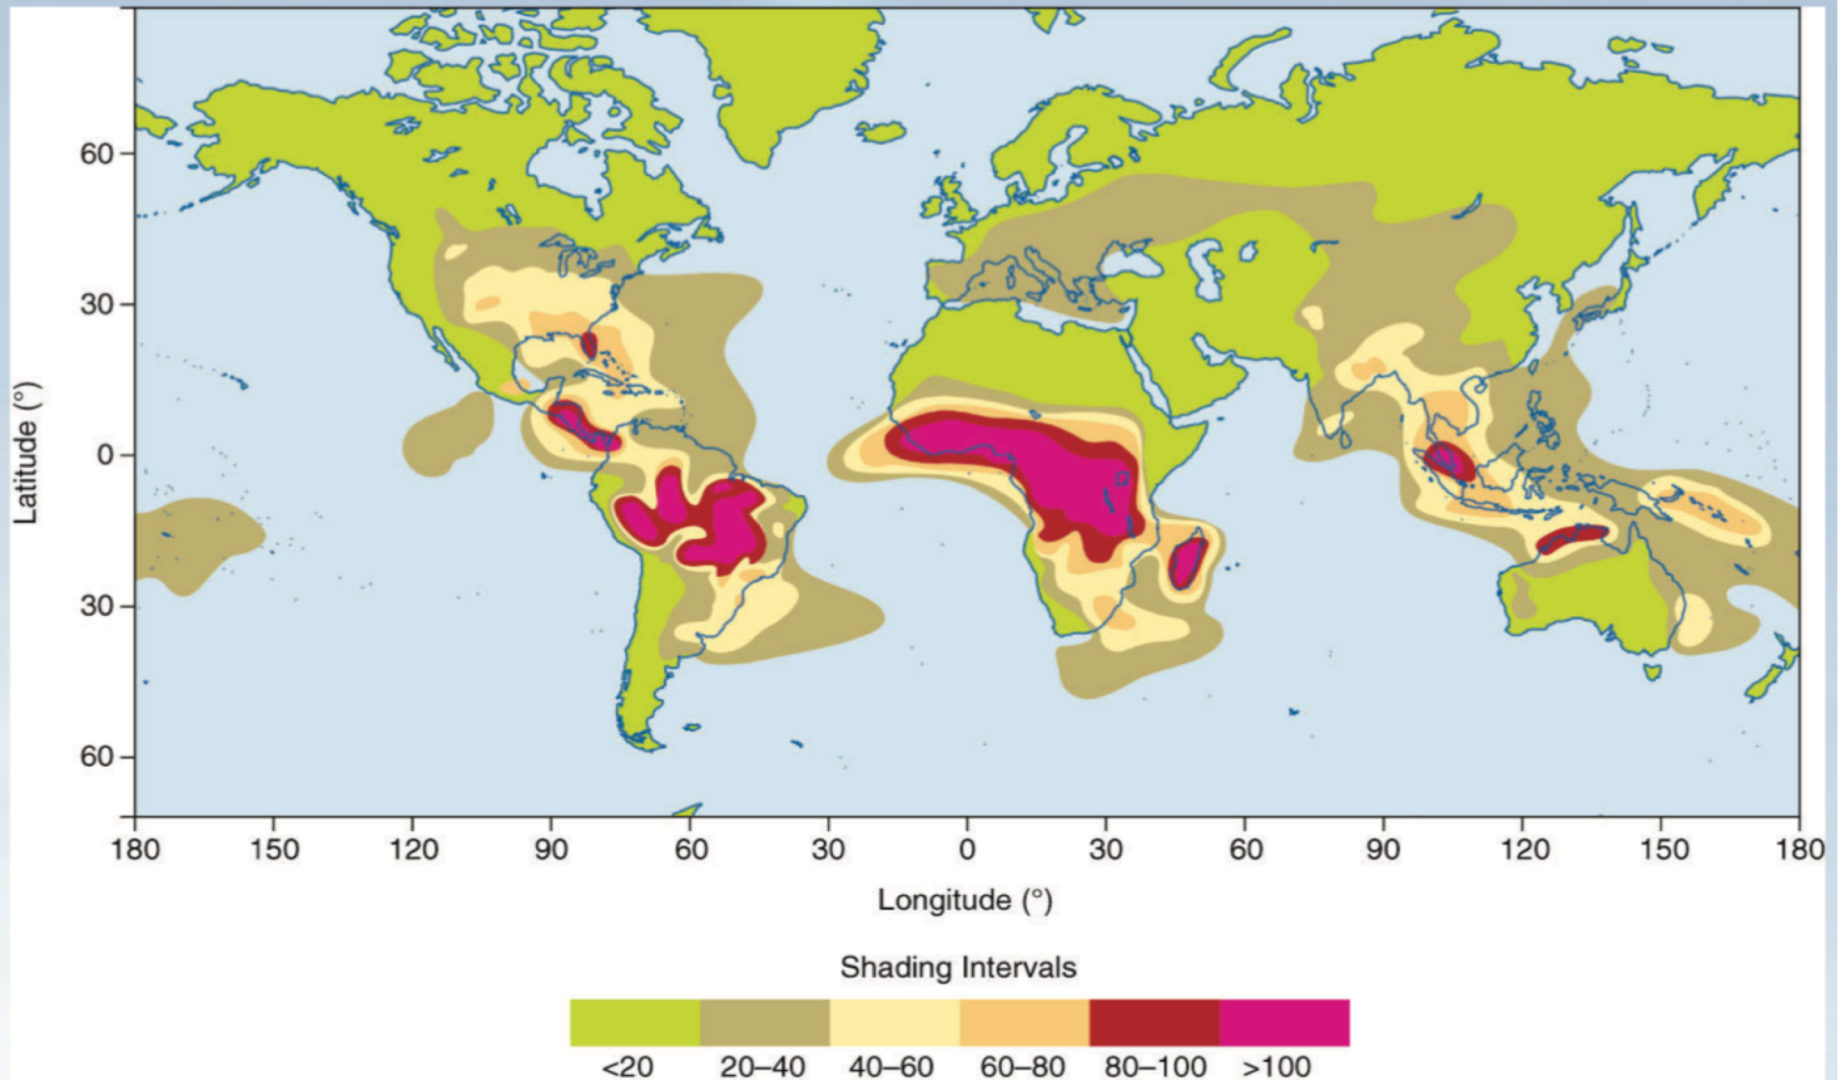 60
30
0
30
60
Latitude (°)
180 150 120 90 60 30 0 30 60 90 120 150 180
Longitude (°)
Shading Intervals
<20 20–40 40–60 60–80 80–100 >100